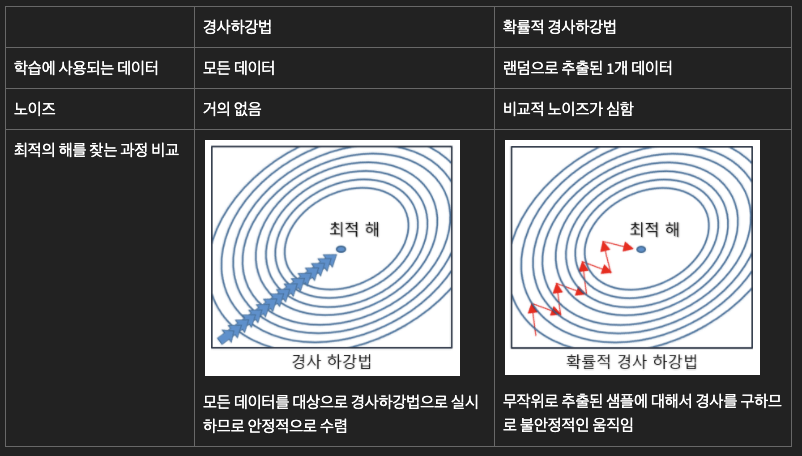 경사하강법
확률적 경사하강법
학습에 사용되는 데이터
모든 데이터
랜덤으로 추출된 1개 데이터
노이즈
거의 없음
비교적 노이즈가 심함
최적의 해를 찾는 과정 비교
최적 해
경사 하강법
모든 데이터를 대상으로 경사하강법으로 실시
하므로 안정적으로 수렴
최적 해
확률적 경사 하강법
무작위로 추출된 샘플에 대해서 경사를 구하므
로 불안정적인 움직임